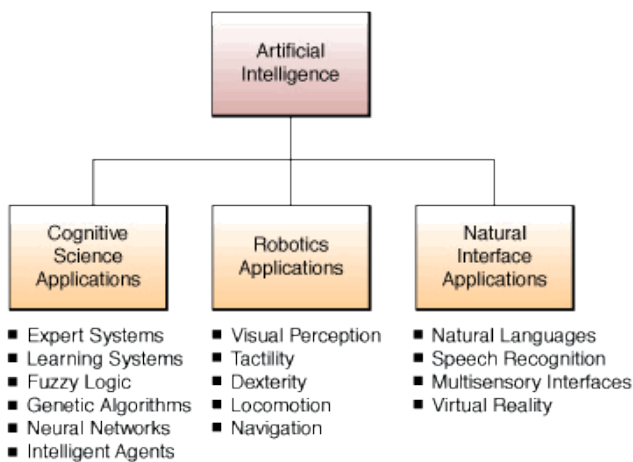 Artificial
Intelligence
Cognitive
Science
Applications
Robotics
Applications
Natural
Interface
Applications
■ Expert Systems
■ Learning Systems
■ Fuzzy Logic
■ Genetic Algorithms
■ Neural Networks
■ Intelligent Agents
■ Visual Perception
■ Tactility
■ Dexterity
■ Locomotion
■ Navigation
■ Natural Languages
■ Speech Recognition
■ Multisensory Interfaces
■ Virtual Reality